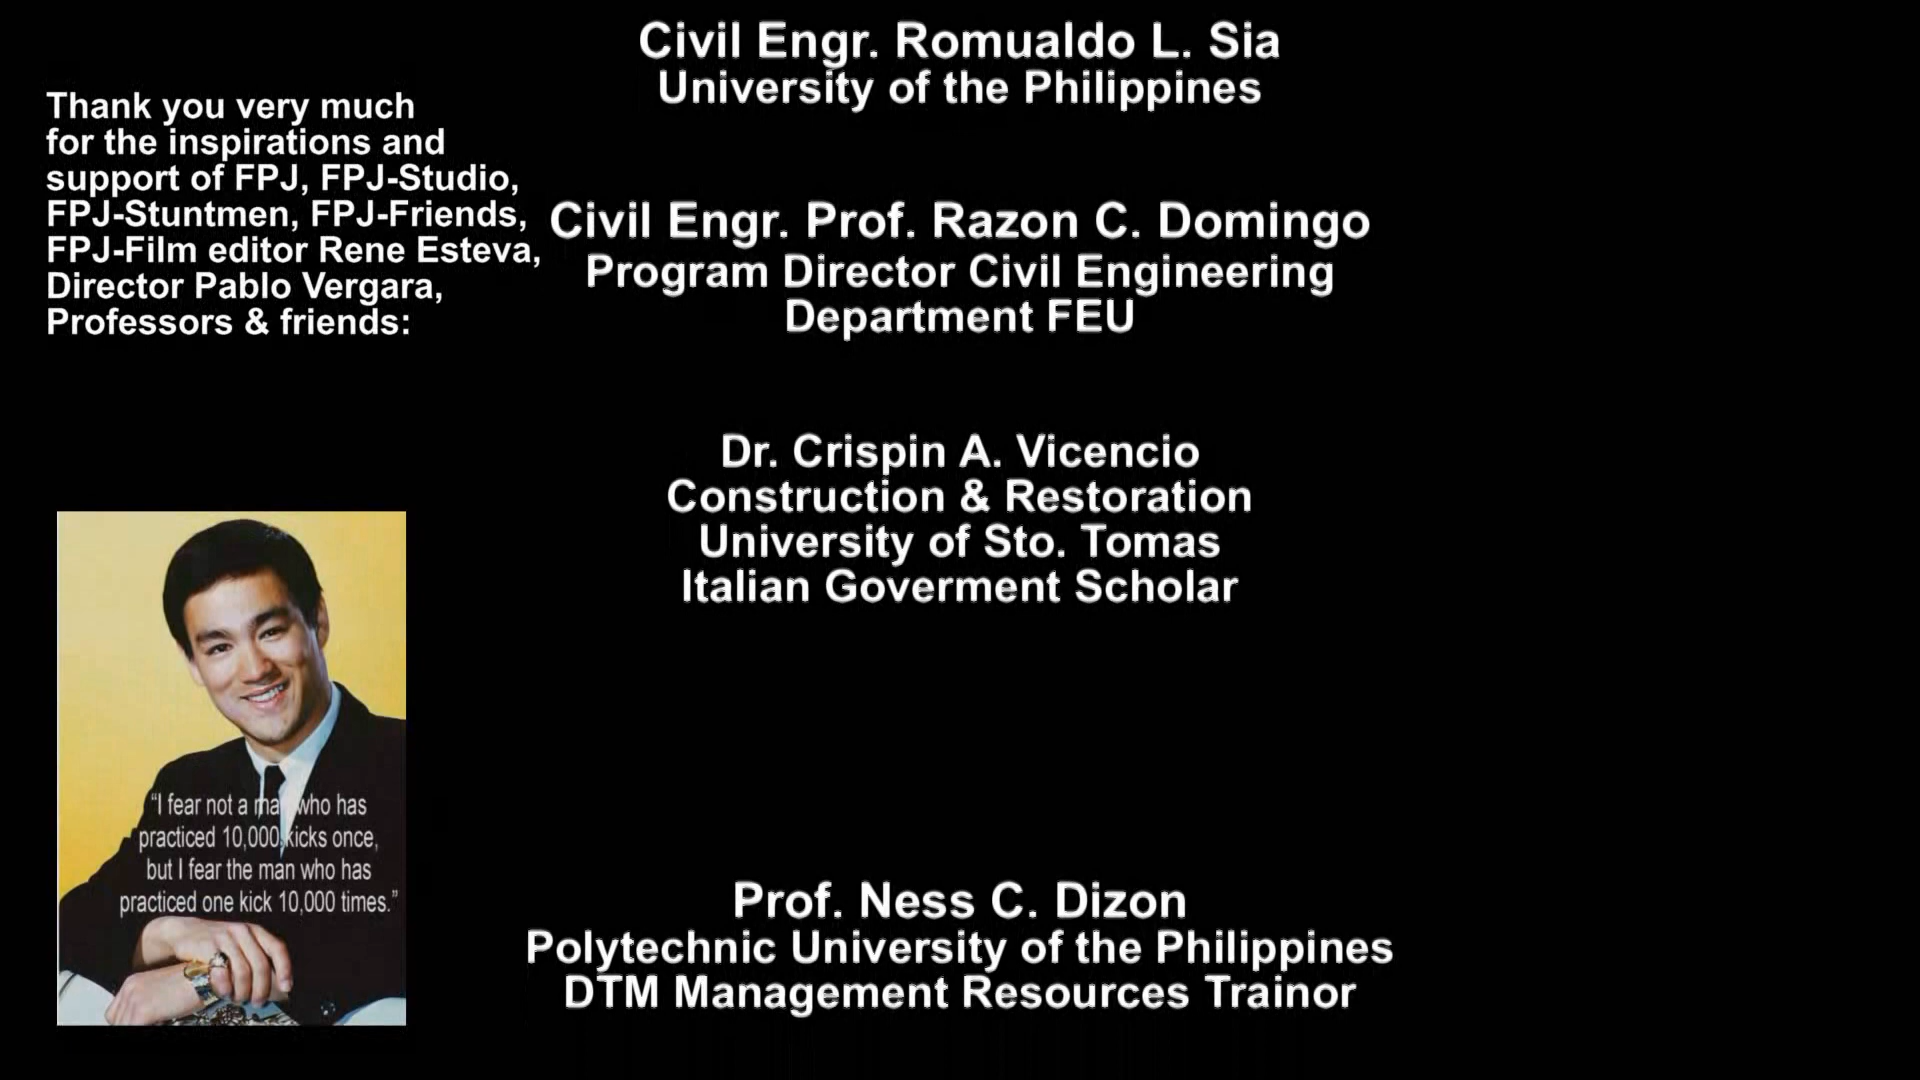 Thank you very much
for the inspirations and
support of FPJ, FPJ-Studio,
FPJ-Stuntmen, FPJ-Friends,
FPJ-Film editor Rene Esteva,
Director Pablo Vergara,
Professors & friends:
Civil Engr. Romualdo L. Sia
University of the Philippines
Civil Engr. Prof. Razon C. Domingo
Program Director Civil Engineering
Department FEU
Dr. Crispin A. Vicencio
Construction & Restoration
University of Sto. Tomas
Italian Goverment Scholar
Prof. Ness C. Dizon
Polytechnic University of the Philippines
DTM Management Resources Trainor
“I fear not a man who has
practiced 10,000 kicks once,
but I fear the man who has
practiced one kick 10,000 times.”